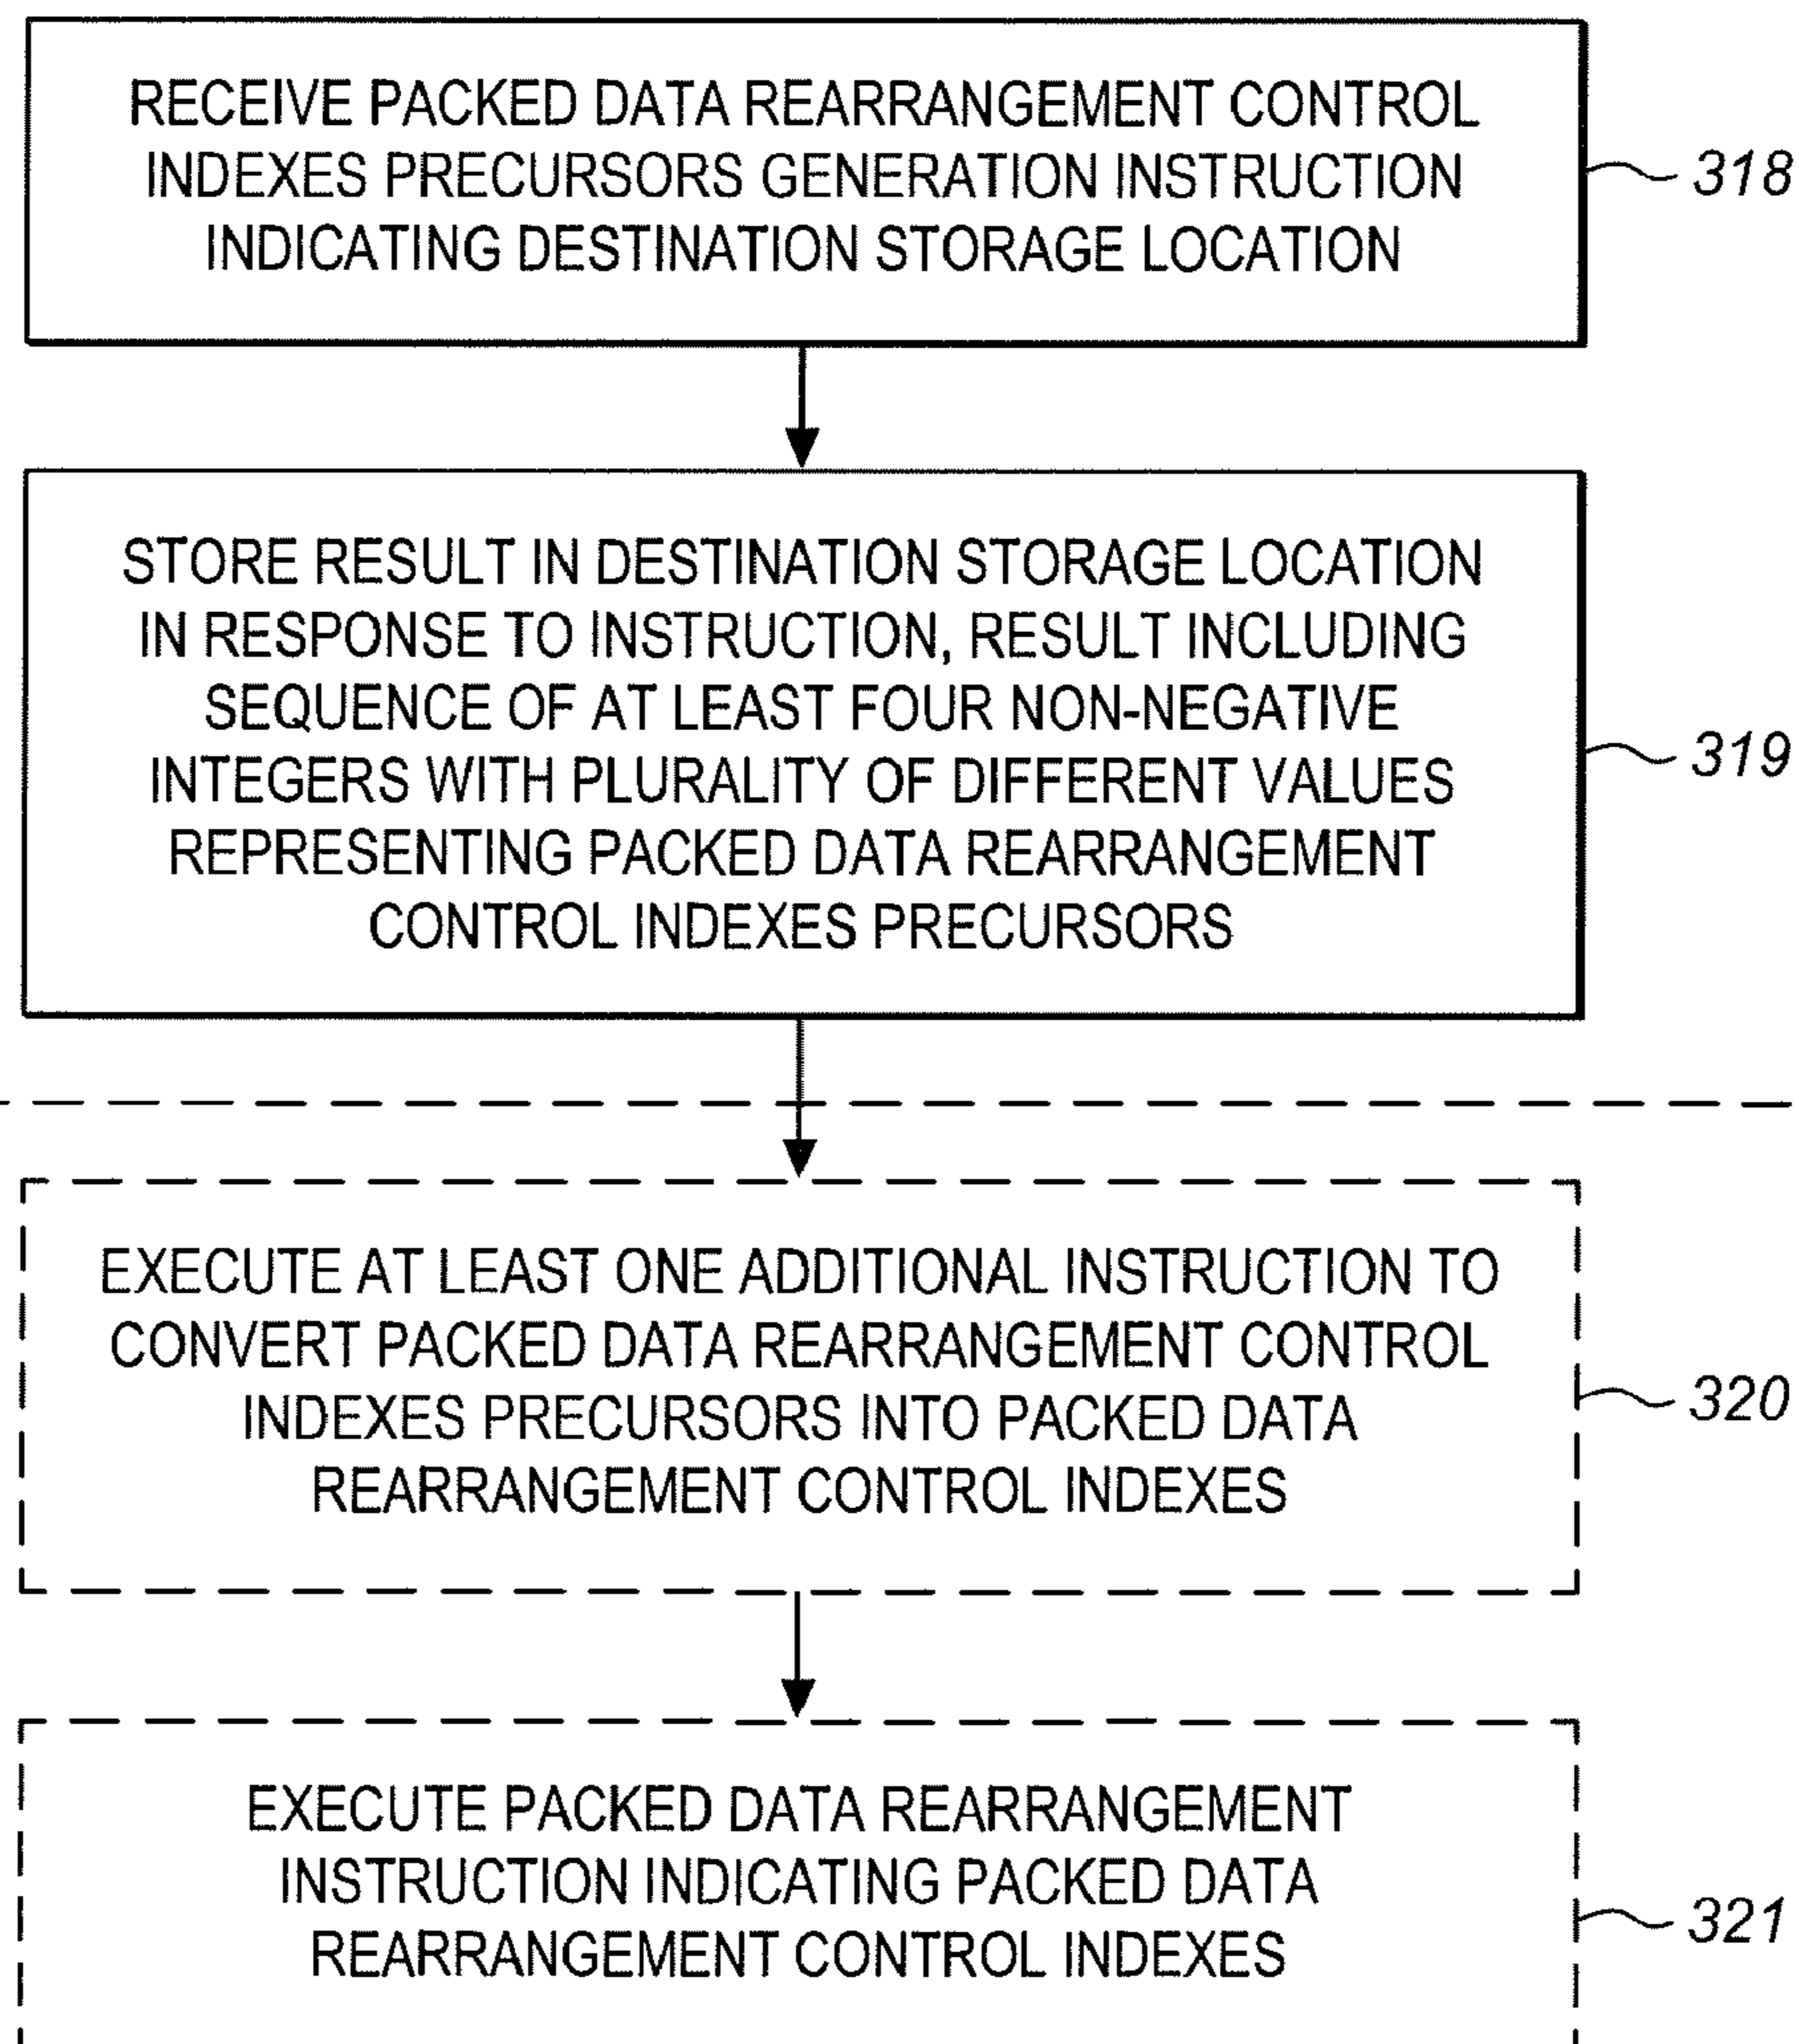 RECEIVE PACKED DATA REARRANGEMENT CONTROL
INDEXES PRECURSORS GENERATION INSTRUCTION
INDICATING DESTINATION STORAGE LOCATION
318
STORE RESULT IN DESTINATION STORAGE LOCATION
IN RESPONSE TO INSTRUCTION, RESULT INCLUDING
SEQUENCE OF AT LEAST FOUR NON-NEGATIVE
INTEGERS WITH PLURALITY OF DIFFERENT VALUES
REPRESENTING PACKED DATA REARRANGEMENT
CONTROL INDEXES PRECURSORS
319
EXECUTE AT LEAST ONE ADDITIONAL INSTRUCTION TO
CONVERT PACKED DATA REARRANGEMENT CONTROL
INDEXES PRECURSORS INTO PACKED DATA
REARRANGEMENT CONTROL INDEXES
320
EXECUTE PACKED DATA REARRANGEMENT
INSTRUCTION INDICATING PACKED DATA
REARRANGEMENT CONTROL INDEXES
321